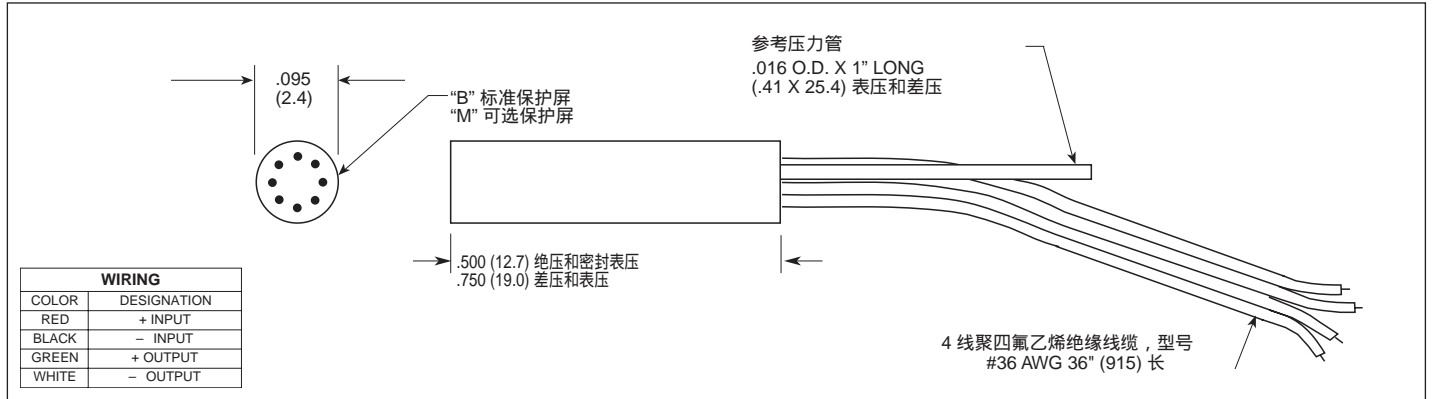 参考压力管
.016 O.D. X 1” LONG
(.41 X 25.4) 表压和差压
.095
(2.4)
“B” 标准保护屏
“M” 可选保护屏
.500 (12.7) 绝压和密封表压
.750 (19.0) 差压和表压
WIRING
COLOR DESIGNATION
RED + INPUT
BLACK – INPUT
GREEN + OUTPUT
WHITE – OUTPUT
4 线聚四氟乙烯绝缘线缆，型号
#36 AWG 36" (915) 长